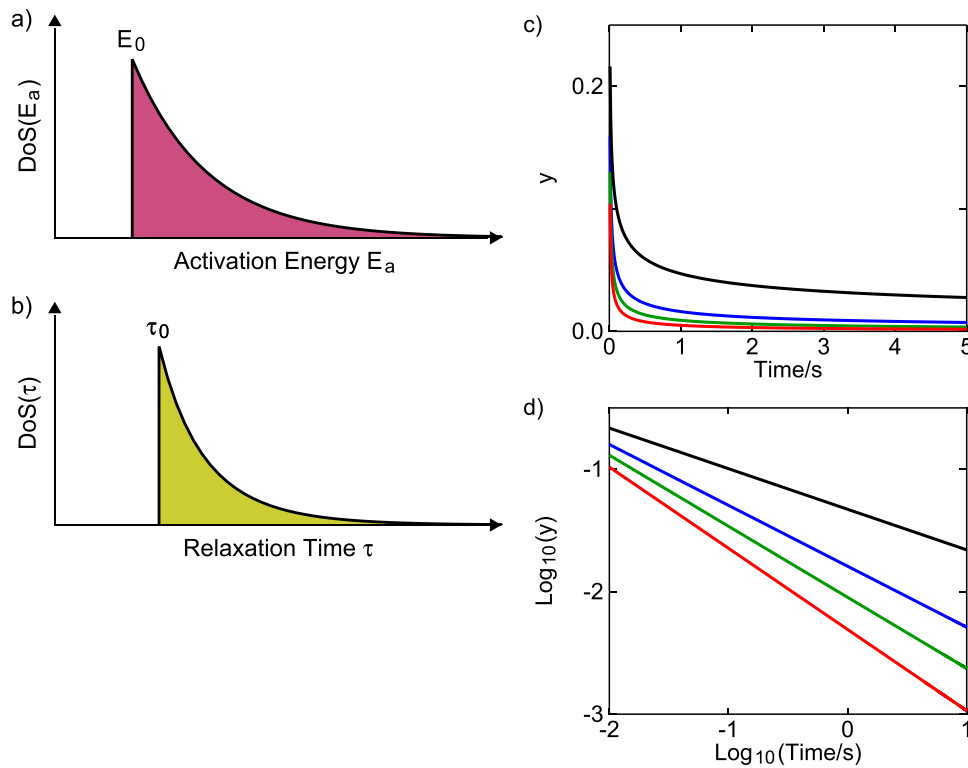 a)
E0
DoS(Ea)
Activation Energy Ea
b)
τ0
DoS(τ)
Relaxation Time τ
c)
0.2
y
0.0
0 1 2 3 4 5
Time/s
d)
-1
Log10(y)
-2
-3
-2 -1 0 1
Log10(Time/s)